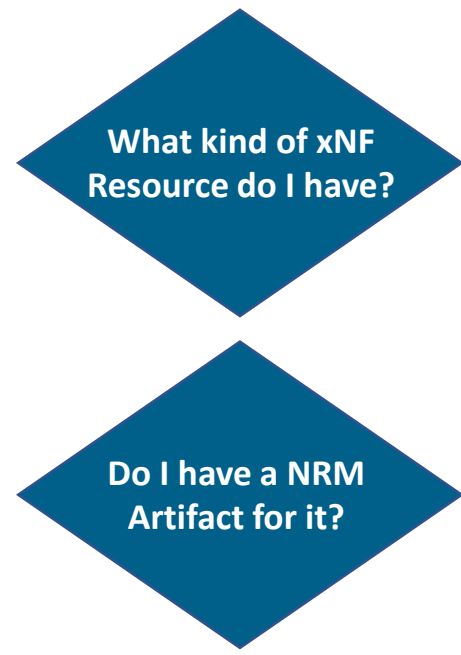 What kind of xNF
Resource do I have?
Do I have a NRM
Artifact for it?